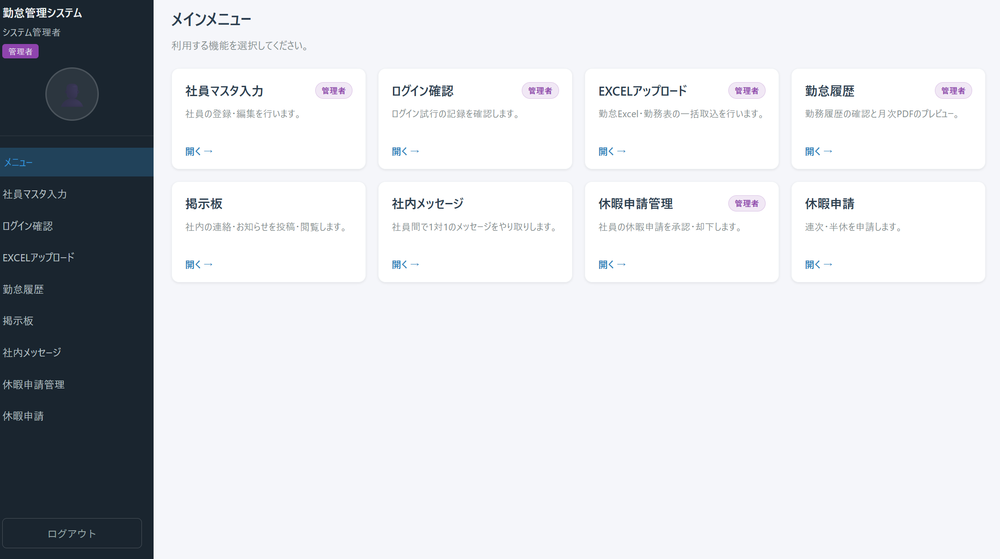 勤怠管理システム
システム管理者
管理者
メニュー
社員マスタ入力
ログイン確認
EXCELアップロード
勤怠履歴
掲示板
社内メッセージ
休暇申請管理
休暇申請
ログアウト
メインメニュー
利用する機能を選択してください。
社員マスタ入力 管理者
社員の登録・編集を行います。
開く →
ログイン確認 管理者
ログイン試行の記録を確認します。
開く →
EXCELアップロード 管理者
勤怠Excel・勤務表の一括取込を行います。
開く →
勤怠履歴 管理者
勤務履歴の確認と月次PDFのプレビュー。
開く →
掲示板
社内の連絡・お知らせを投稿・閲覧します。
開く →
社内メッセージ
社員間で1対1のメッセージをやり取りします。
開く →
休暇申請管理 管理者
社員の休暇申請を承認・却下します。
開く →
休暇申請
連次・半休を申請します。
開く →